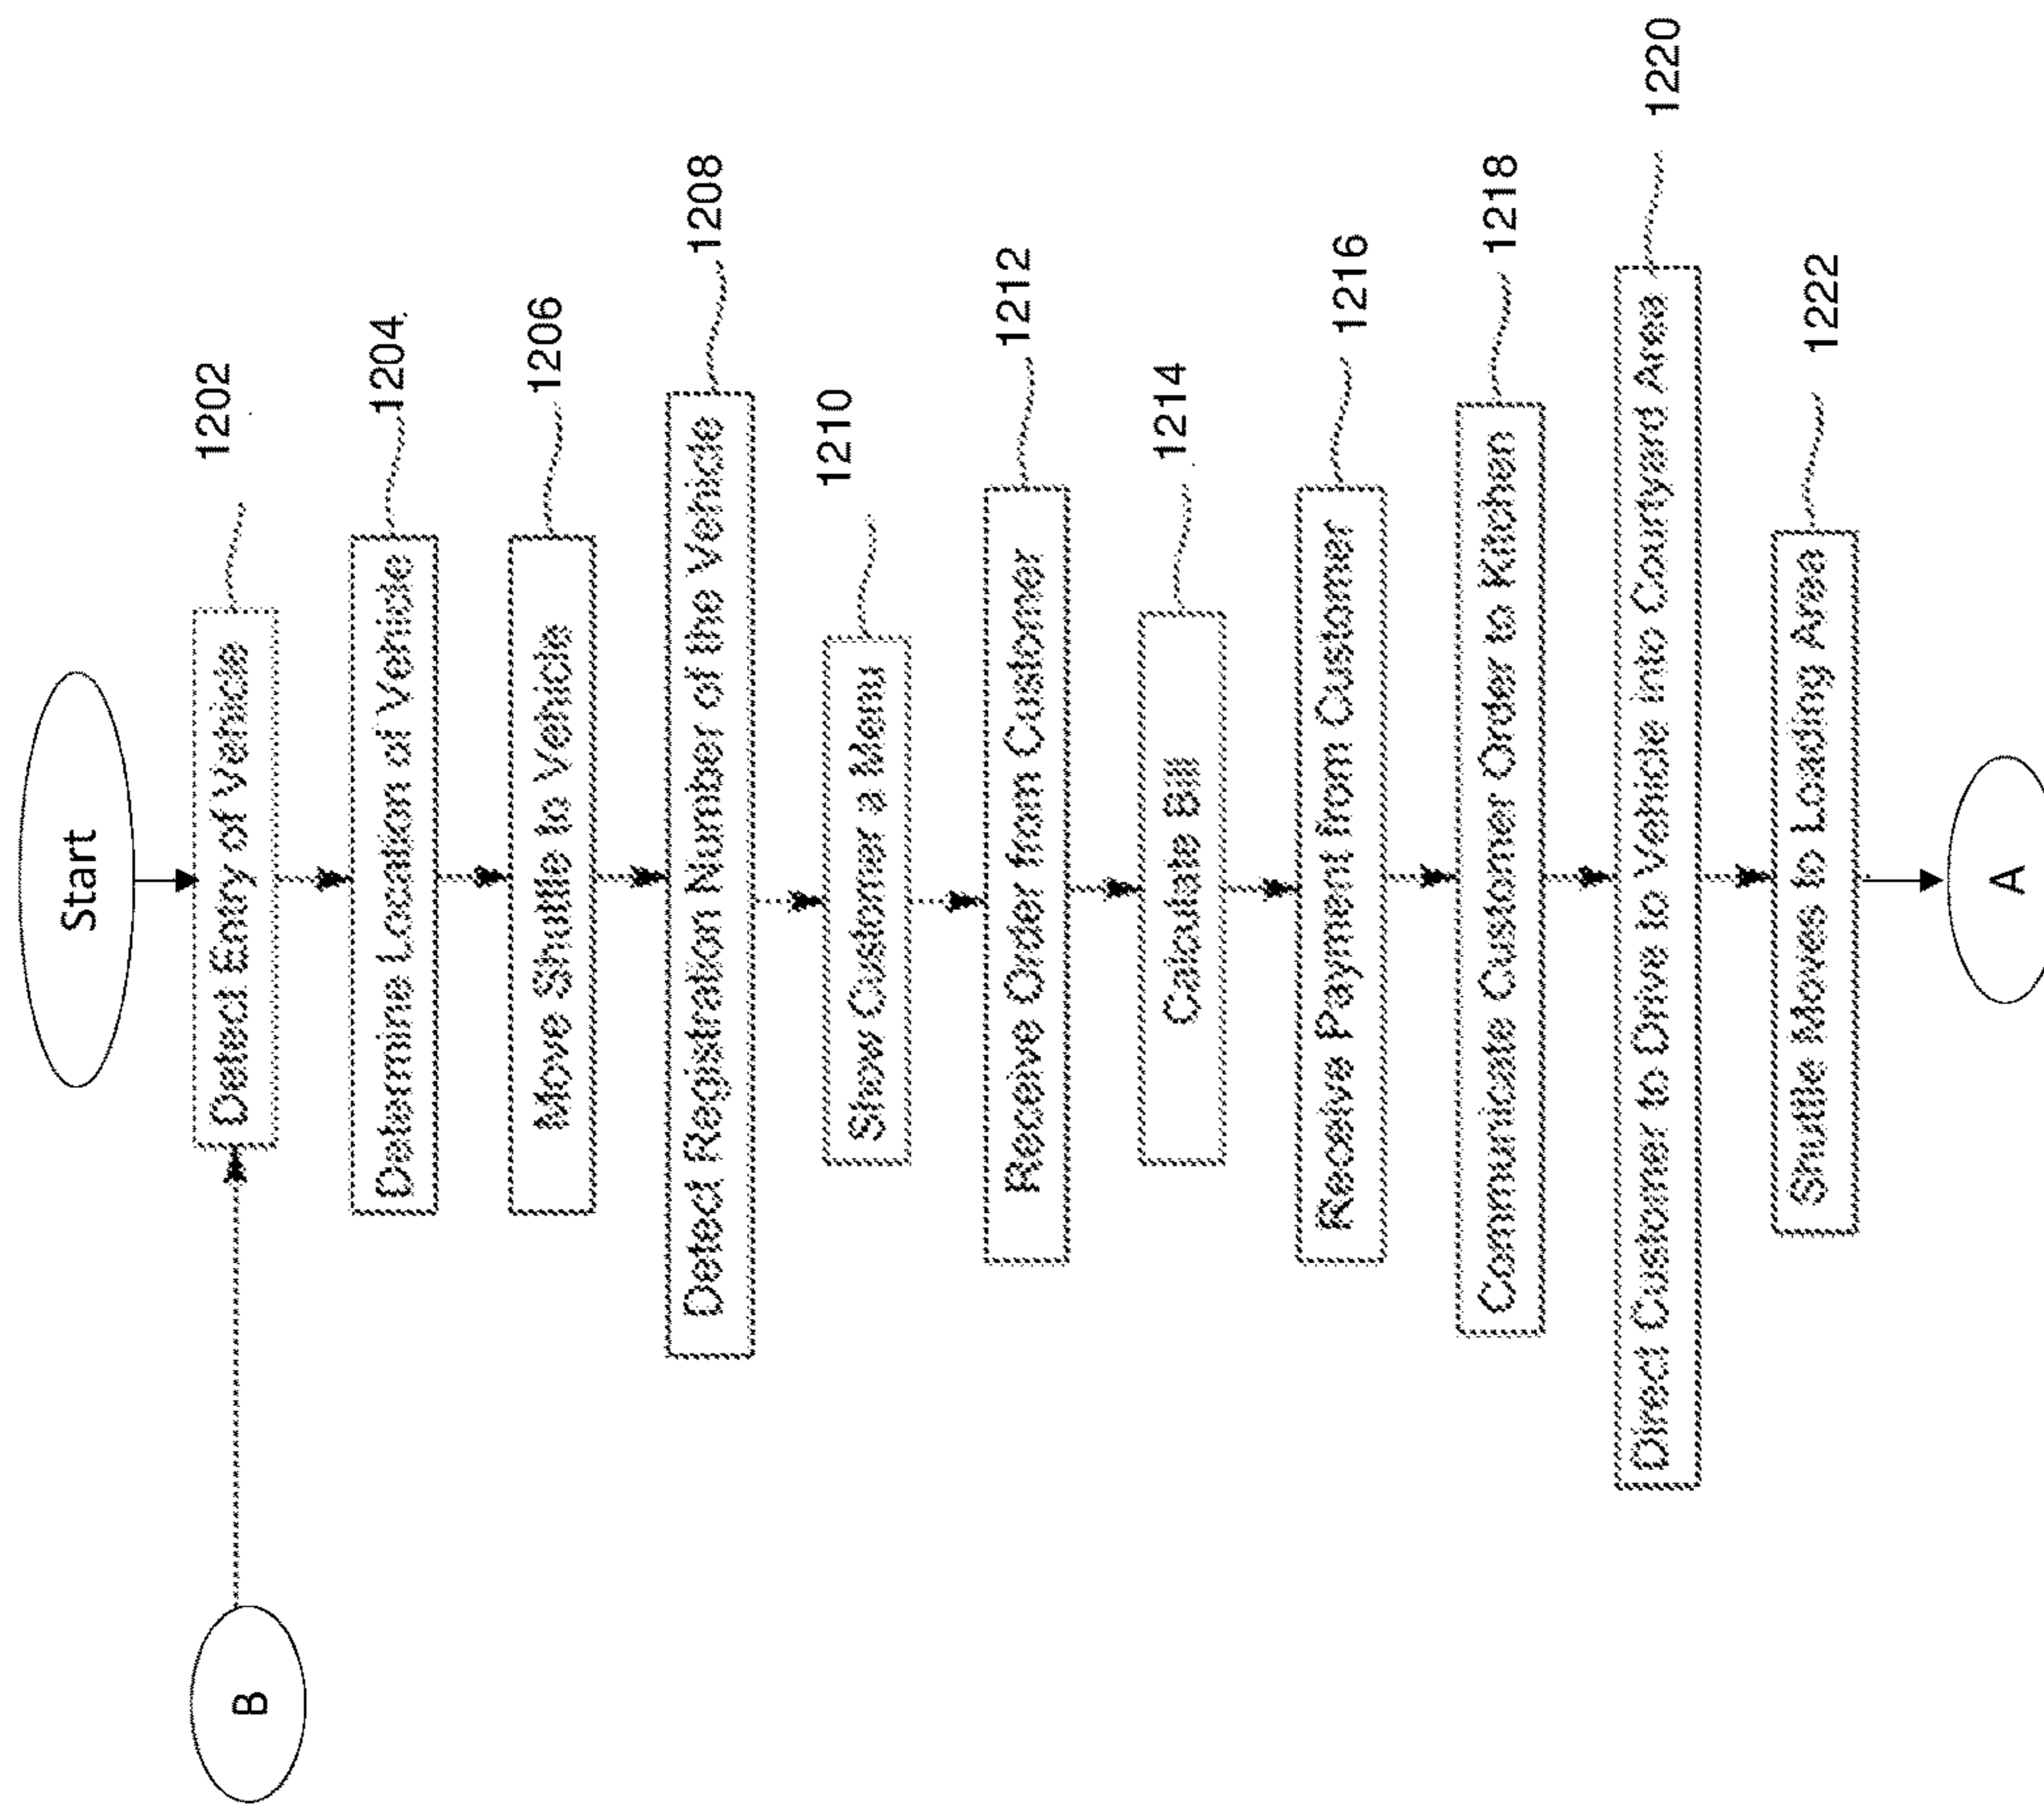 Start
B
Detect Entry of Vehicle
1202
Determine Location of Vehicle
1204
Move Shuttle to Vehicle
1206
Detect Registration Number of the Vehicle
1208
Show Customer a Menu
1210
Receive Order from Customer
1212
Calculate Bill
1214
Receive Payment from Customer
1216
Communicate Customer Order to Kitchen
1218
Direct Customer to Drive to Vehicle into Courtyard Area
1220
Shuttle Moves to Loading Area
1222
A